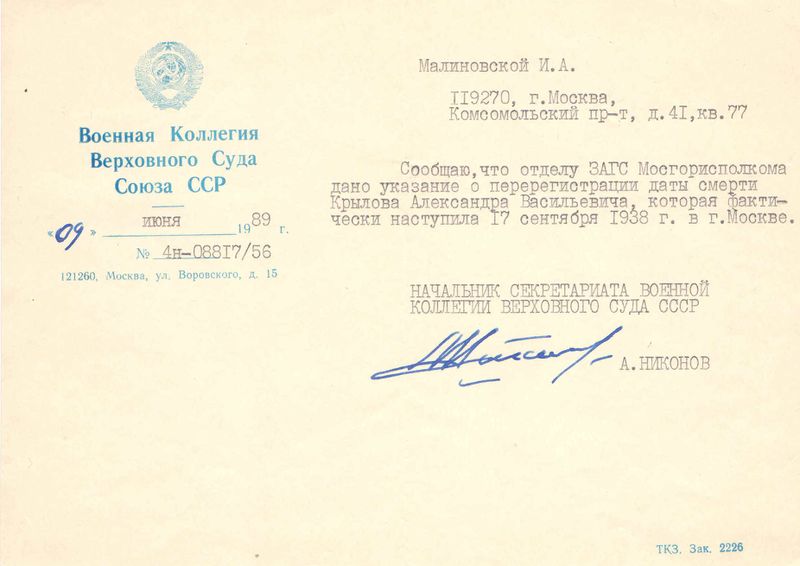 Военная Коллегия
Верховного Суда
Союза ССР
«09» июня 1989 г.
№ 4н-08817/56
121260, Москва, ул. Воровского, д. 15
Малиновской И.А.
119270, г.Москва,
Комсомольский пр-т, д.41,кв.77
Сообщаю,что отделу ЗАГС Мосгорисполкома
дано указание о перерегистрации даты смерти
Крылова Александра Васильевича, которая факти-
чески наступила 17 сентября 1938 г. в г.Москве.
НАЧАЛЬНИК СЕКРЕТАРИАТА ВОЕННОЙ
КОЛЛЕГИИ ВЕРХОВНОГО СУДА СССР
А.НИКОНОВ
ТКЗ. Зак. 2226